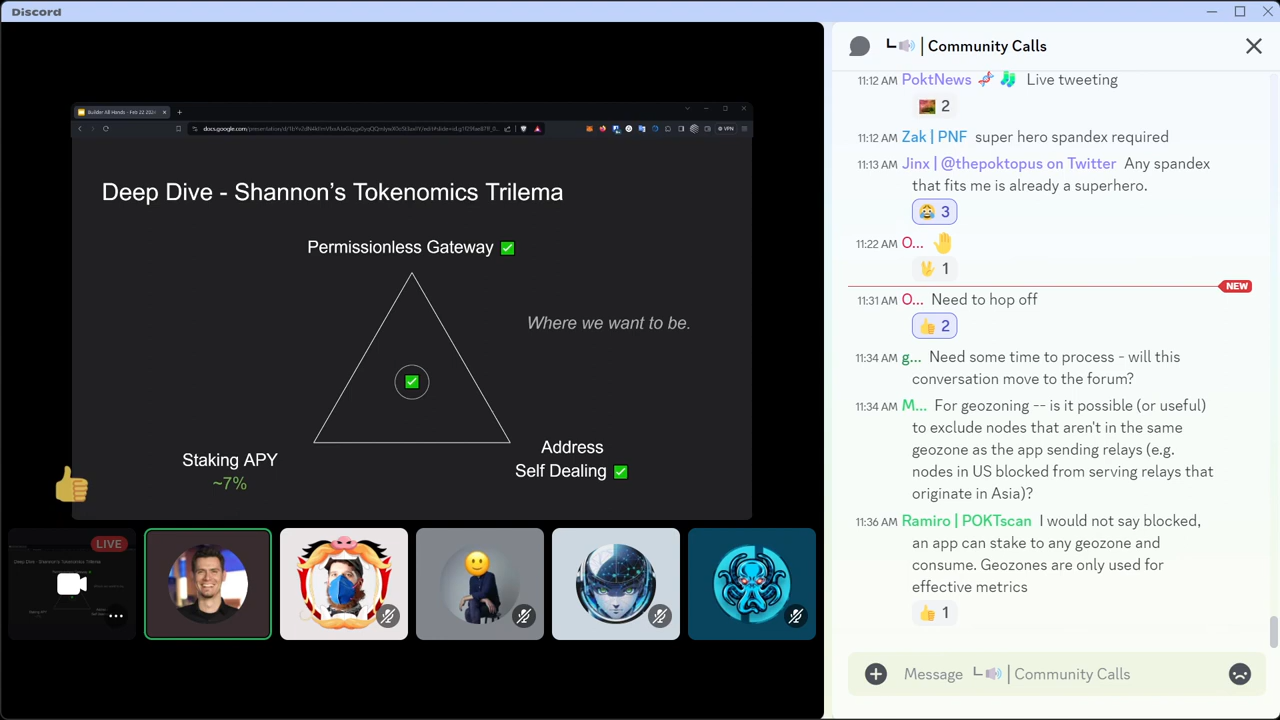 Discord
Builder All Hands - Feb 22 202
Deep Dive - Shannon's Tokenomics Trilema
Permissionless Gateway ✅
Where we want to be.
✅
Staking APY
~7%
Address
Self Dealing ✅
LIVE
| Community Calls
11:12 AM PoktNews Live tweeting
2
11:12 AM Zak | PNF super hero spandex required
11:13 AM Jinx | @thepoktopus on Twitter Any spandex
that fits me is already a superhero.
😂 3
11:22 AM O... 🤚
🖖 1
NEW
11:31 AM O... Need to hop off
👍 2
11:34 AM g... Need some time to process - will this
conversation move to the forum?
11:34 AM M... For geozoning -- is it possible (or useful)
to exclude nodes that aren't in the same
geozone as the app sending relays (e.g.
nodes in US blocked from serving relays that
originate in Asia)?
11:36 AM Ramiro | POKTscan I would not say blocked,
an app can stake to any geozone and
consume. Geozones are only used for
effective metrics
👍 1
Message ┗🔊 | Community Calls